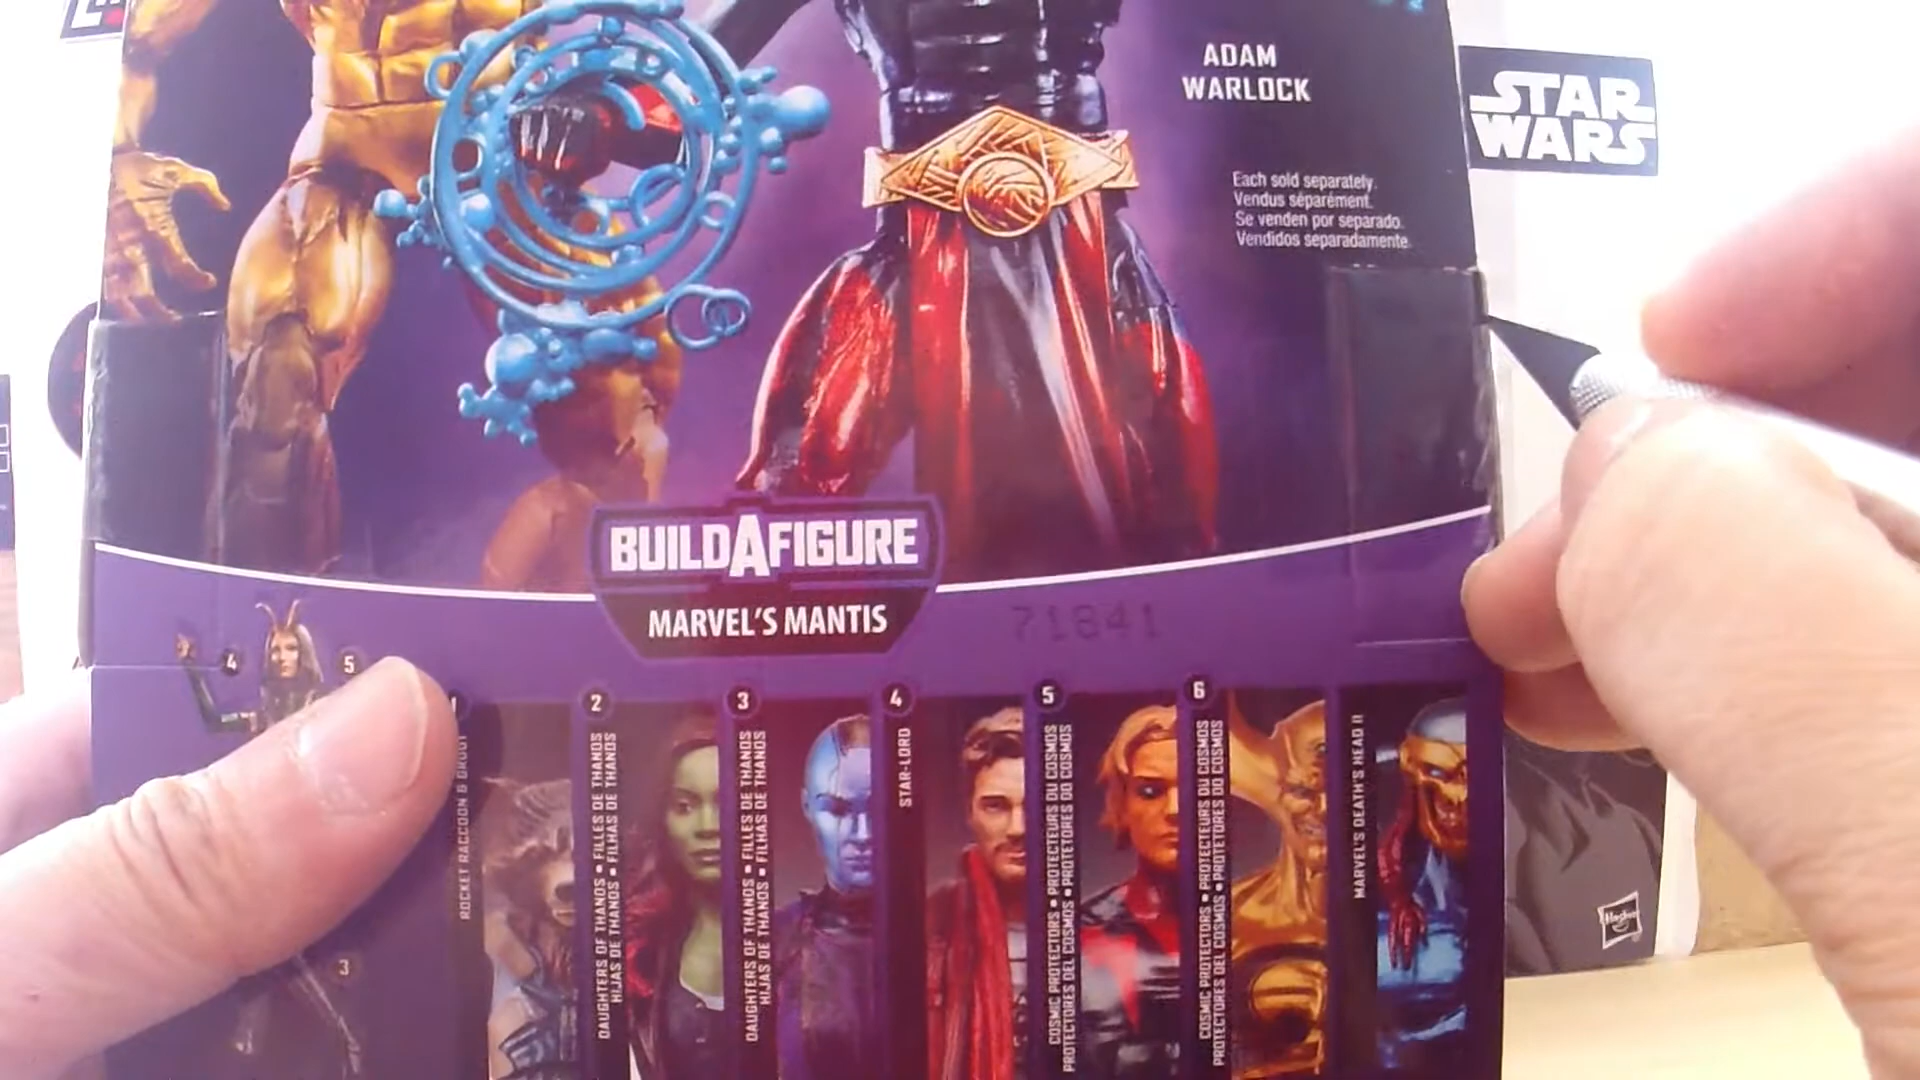 ADAM
WARLOCK
STAR
WARS
Each sold separately.
Vendus séparément.
Se venden por separado.
Vendidos separadamente.
BUILDAFIGURE
MARVEL'S MANTIS
71841
4
5
3
1
ROCKET RACCOON & GROOT
2
DAUGHTERS OF THANOS • FILLES DE THANOS
HIJAS DE THANOS • FILHAS DE THANOS
3
DAUGHTERS OF THANOS • FILLES DE THANOS
HIJAS DE THANOS • FILHAS DE THANOS
4
STAR-LORD
5
COSMIC PROTECTORS • PROTECTEURS DU COSMOS
PROTECTORES DEL COSMOS • PROTETORES DO COSMOS
6
COSMIC PROTECTORS • PROTECTEURS DU COSMOS
PROTECTORES DEL COSMOS • PROTETORES DO COSMOS
MARVEL'S DEATH'S HEAD II
Hasbro